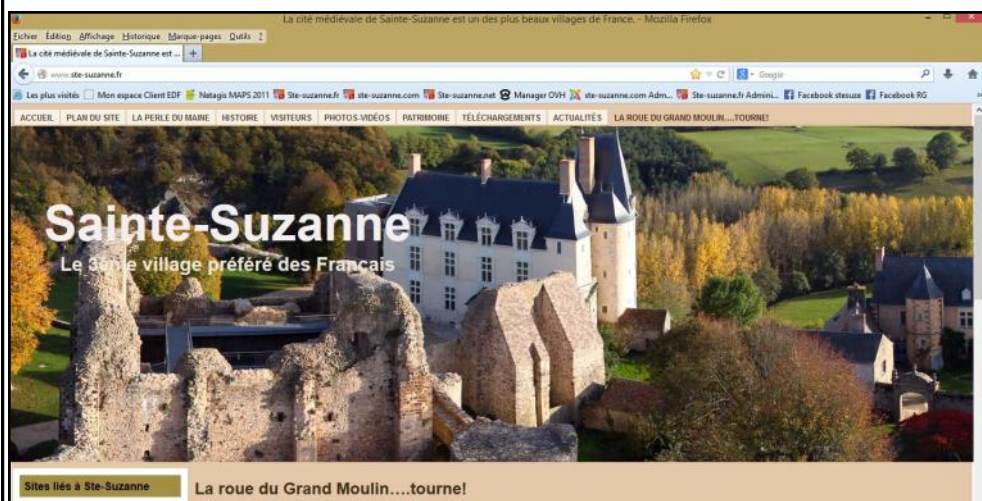 La cité médiévale de Sainte-Suzanne est un des plus beaux villages de France. - Mozilla Firefox
Fichier Édition Affichage Historique Marque-pages Outils ?
La cité médiévale de Sainte-Suzanne est ... +
www.ste-suzanne.fr Google
Les plus visités Mon espace Client EDF Netagis MAPS 2011 Ste-suzanne.fr ste-suzanne.com Ste-suzanne.net Manager OVH ste-suzanne.com Adm... Ste-suzanne.fr Admini... Facebook stesuze Facebook RG
ACCUEIL PLAN DU SITE LA PERLE DU MAINE HISTOIRE VISITEURS PHOTOS-VIDÉOS PATRIMOINE TÉLÉCHARGEMENTS ACTUALITÉS LA ROUE DU GRAND MOULIN....TOURNE!
Sainte-Suzanne
Le 3ème village préféré des Français
Sites liés à Ste-Suzanne La roue du Grand Moulin....tourne!